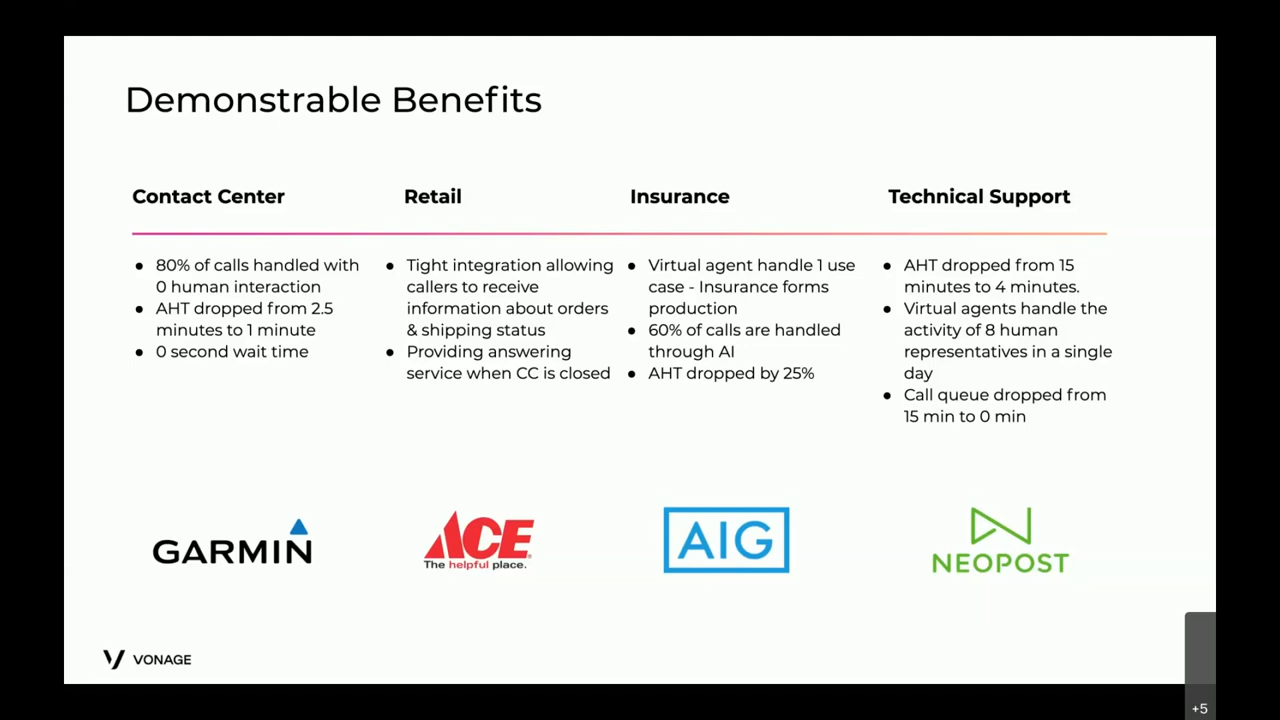 Demonstrable Benefits
Contact Center
● 80% of calls handled with
0 human interaction
● AHT dropped from 2.5
minutes to 1 minute
● 0 second wait time
Retail
● Tight integration allowing
callers to receive
information about orders
& shipping status
● Providing answering
service when CC is closed
Insurance
● Virtual agent handle 1 use
case - Insurance forms
production
● 60% of calls are handled
through AI
● AHT dropped by 25%
Technical Support
● AHT dropped from 15
minutes to 4 minutes.
● Virtual agents handle the
activity of 8 human
representatives in a single
day
● Call queue dropped from
15 min to 0 min
GARMIN
ACE
The helpful place.
AIG
NEOPOST
VONAGE
+5